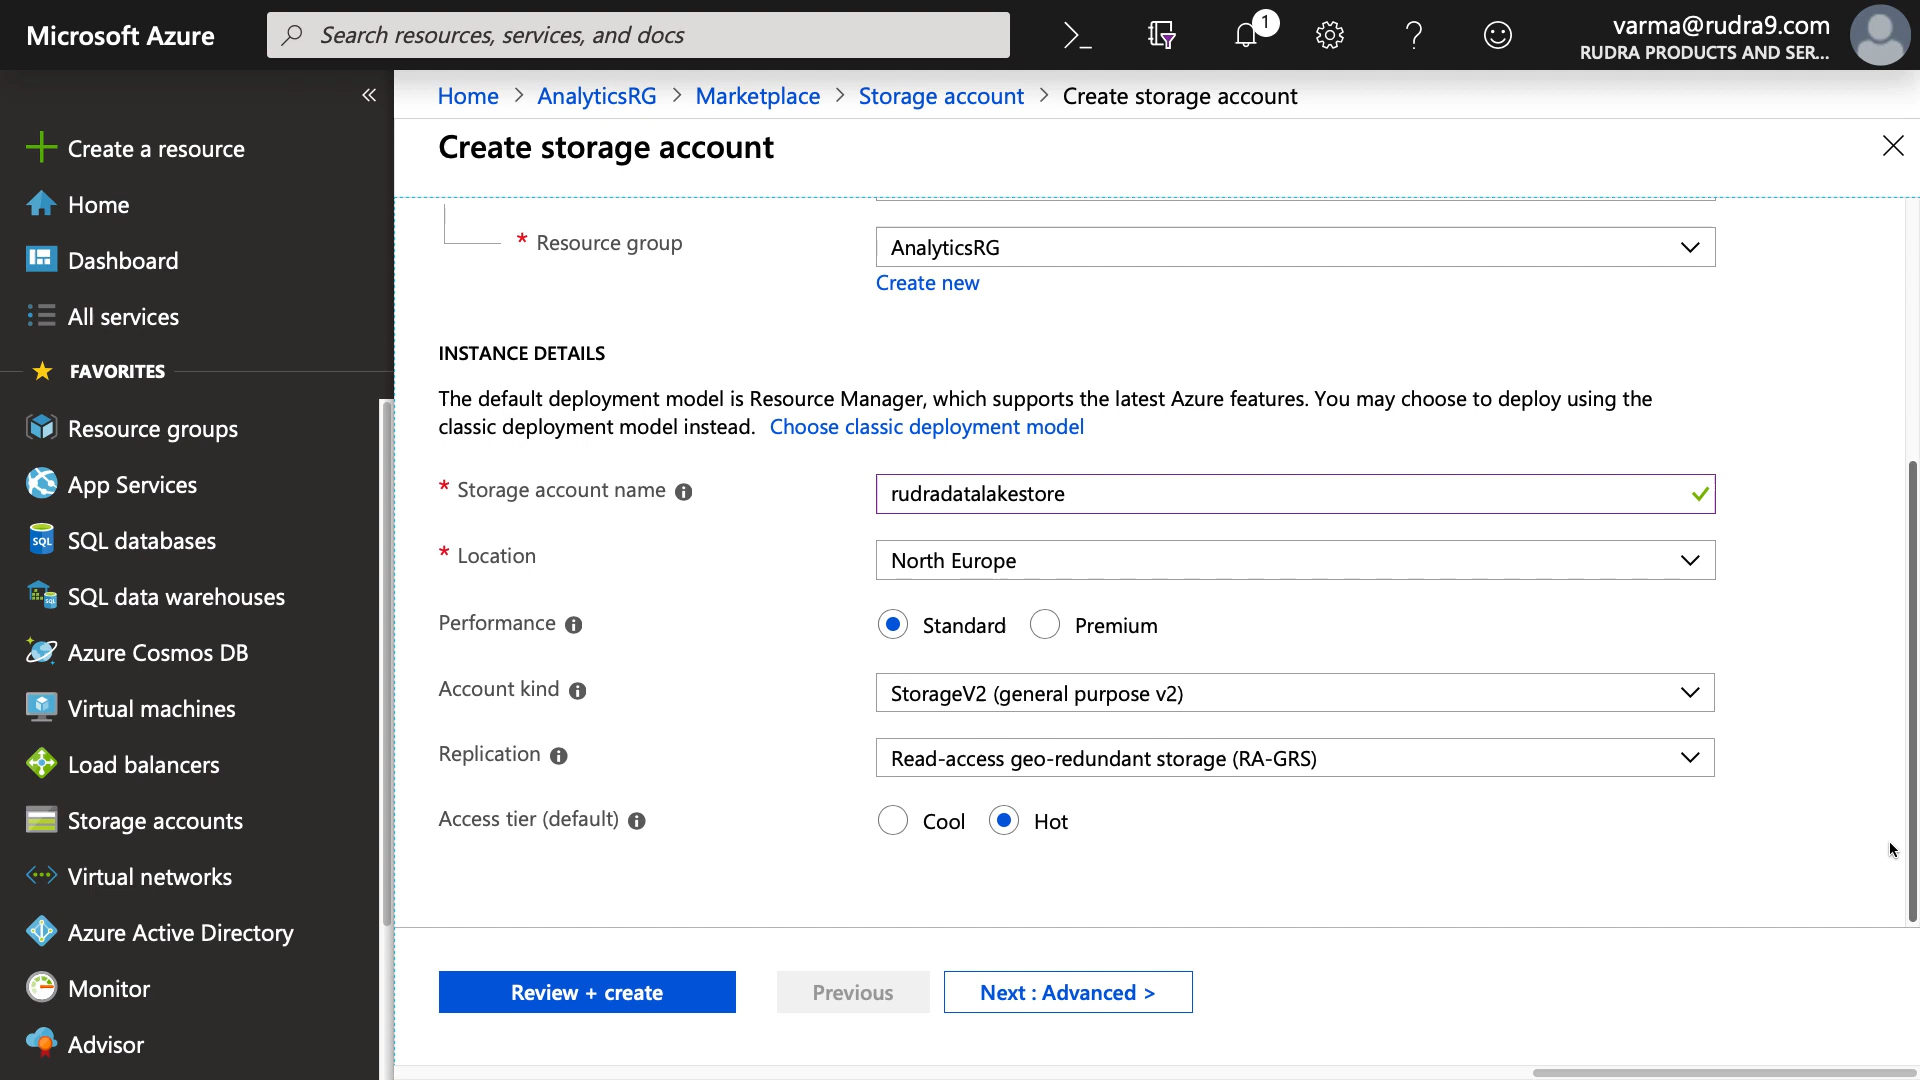 Microsoft Azure
Search resources, services, and docs
1
varma@rudra9.com
RUDRA PRODUCTS AND SER...
Home > AnalyticsRG > Marketplace > Storage account > Create storage account
Create storage account
Create a resource
Home
Dashboard
All services
FAVORITES
Resource groups
App Services
SQL
SQL databases
SQL data warehouses
Azure Cosmos DB
Virtual machines
Load balancers
Storage accounts
Virtual networks
Azure Active Directory
Monitor
Advisor
* Resource group
AnalyticsRG
Create new
INSTANCE DETAILS
The default deployment model is Resource Manager, which supports the latest Azure features. You may choose to deploy using the
classic deployment model instead. Choose classic deployment model
* Storage account name
rudradatalakestore
* Location
North Europe
Performance
Standard Premium
Account kind
StorageV2 (general purpose v2)
Replication
Read-access geo-redundant storage (RA-GRS)
Access tier (default)
Cool Hot
Review + create
Previous
Next : Advanced >